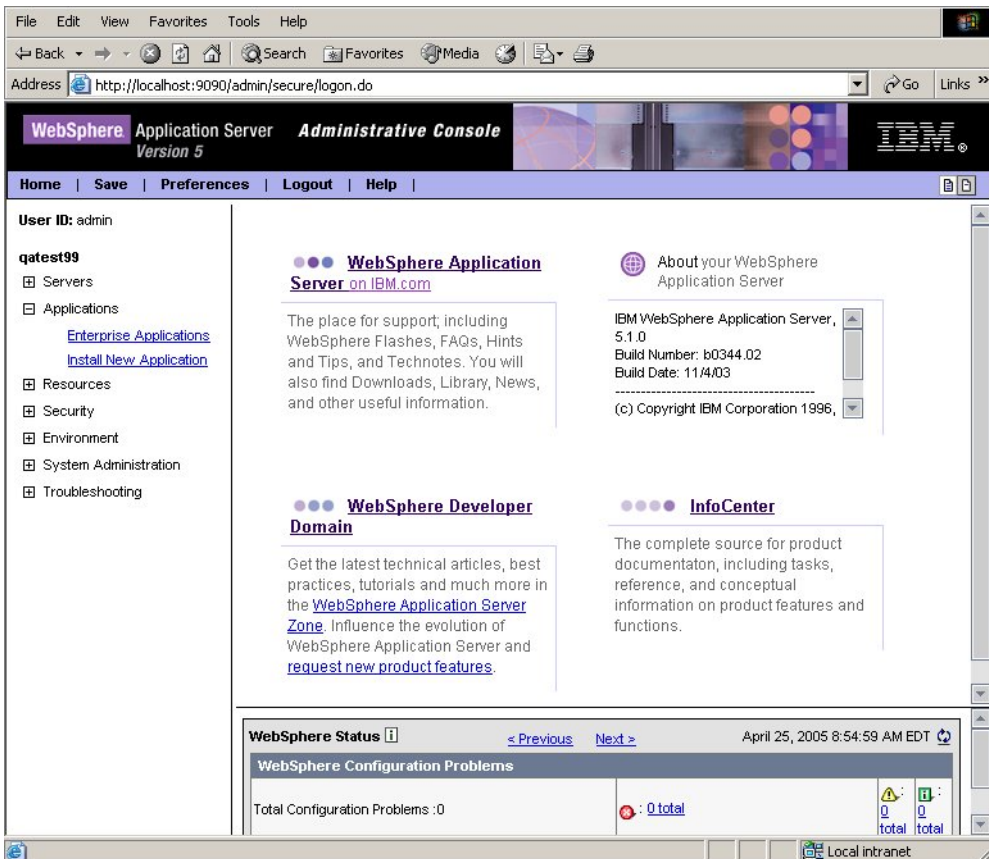 File Edit View Favorites Tools Help
Back Search Favorites Media
Address http://localhost:9090/admin/secure/logon.do Go Links »
WebSphere Application Server Administrative Console
Version 5
IBM®
Home | Save | Preferences | Logout | Help |
User ID: admin
qatest99
Servers
Applications
Enterprise Applications
Install New Application
Resources
Security
Environment
System Administration
Troubleshooting
WebSphere Application
Server on IBM.com
The place for support; including
WebSphere Flashes, FAQs, Hints
and Tips, and Technotes. You will
also find Downloads, Library, News,
and other useful information.
About your WebSphere
Application Server
IBM WebSphere Application Server,
5.1.0
Build Number: b0344.02
Build Date: 11/4/03
----------------------------------------
(c) Copyright IBM Corporation 1996,
WebSphere Developer
Domain
Get the latest technical articles, best
practices, tutorials and much more in
the WebSphere Application Server
Zone. Influence the evolution of
WebSphere Application Server and
request new product features.
InfoCenter
The complete source for product
documentaton, including tasks,
reference, and conceptual
information on product features and
functions.
WebSphere Status i < Previous Next > April 25, 2005 8:54:59 AM EDT
WebSphere Configuration Problems
Total Configuration Problems :0
: 0 total
: 0 total
: 0 total
Local intranet